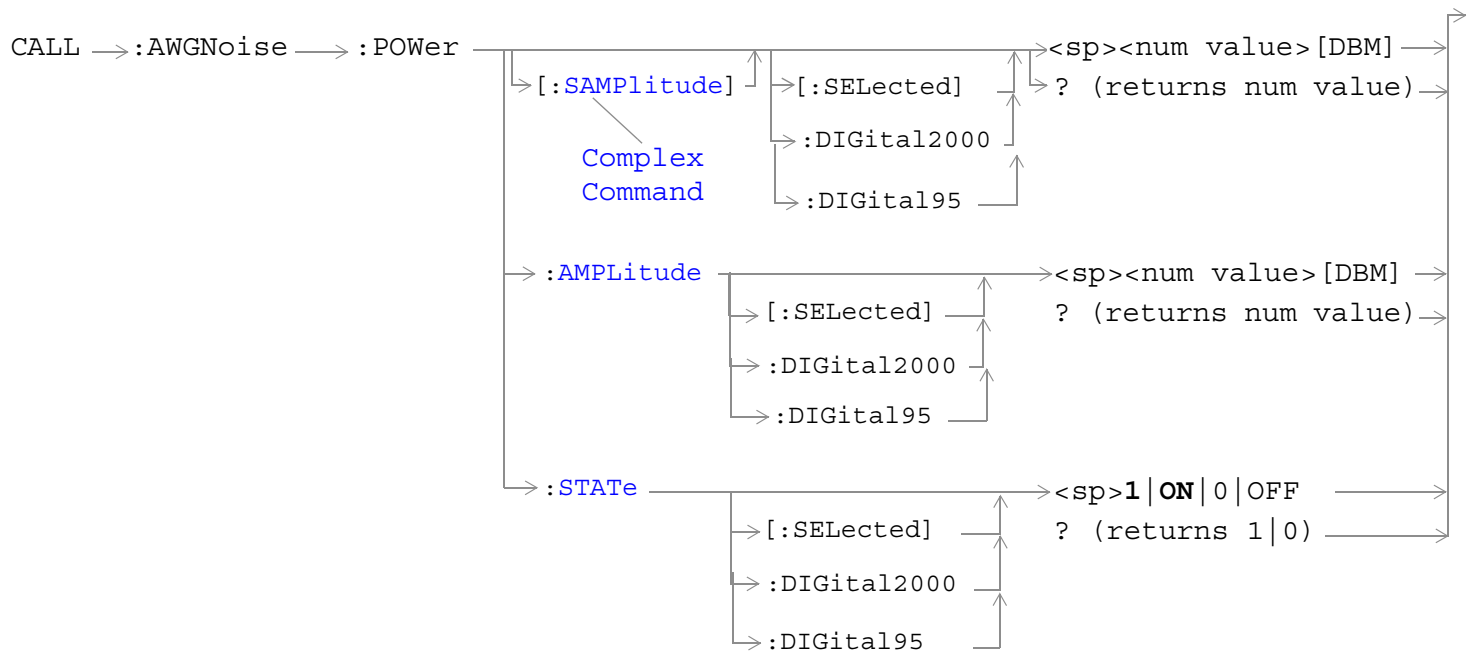 CALL :AWGNoise :POWer <sp><num value>[DBM]
[:SAMPlitude] [:SELected] ? (returns num value)
:DIGital2000
Complex
Command
:DIGital95
:AMPLitude <sp><num value>[DBM]
[:SELected] ? (returns num value)
:DIGital2000
:DIGital95
:STATe <sp>1|ON|0|OFF
[:SELected] ? (returns 1|0)
:DIGital2000
:DIGital95